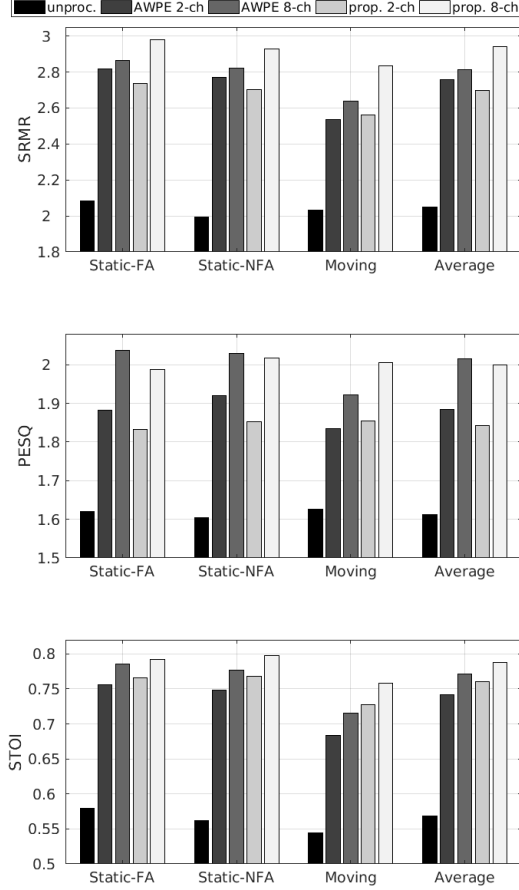 unproc. AWPE 2-ch AWPE 8-ch prop. 2-ch prop. 8-ch
3
2.8
2.6
2.4
2.2
2
1.8
SRMR
Static-FA Static-NFA Moving Average
2
1.9
1.8
1.7
1.6
1.5
PESQ
Static-FA Static-NFA Moving Average
0.8
0.75
0.7
0.65
0.6
0.55
0.5
STOI
Static-FA Static-NFA Moving Average